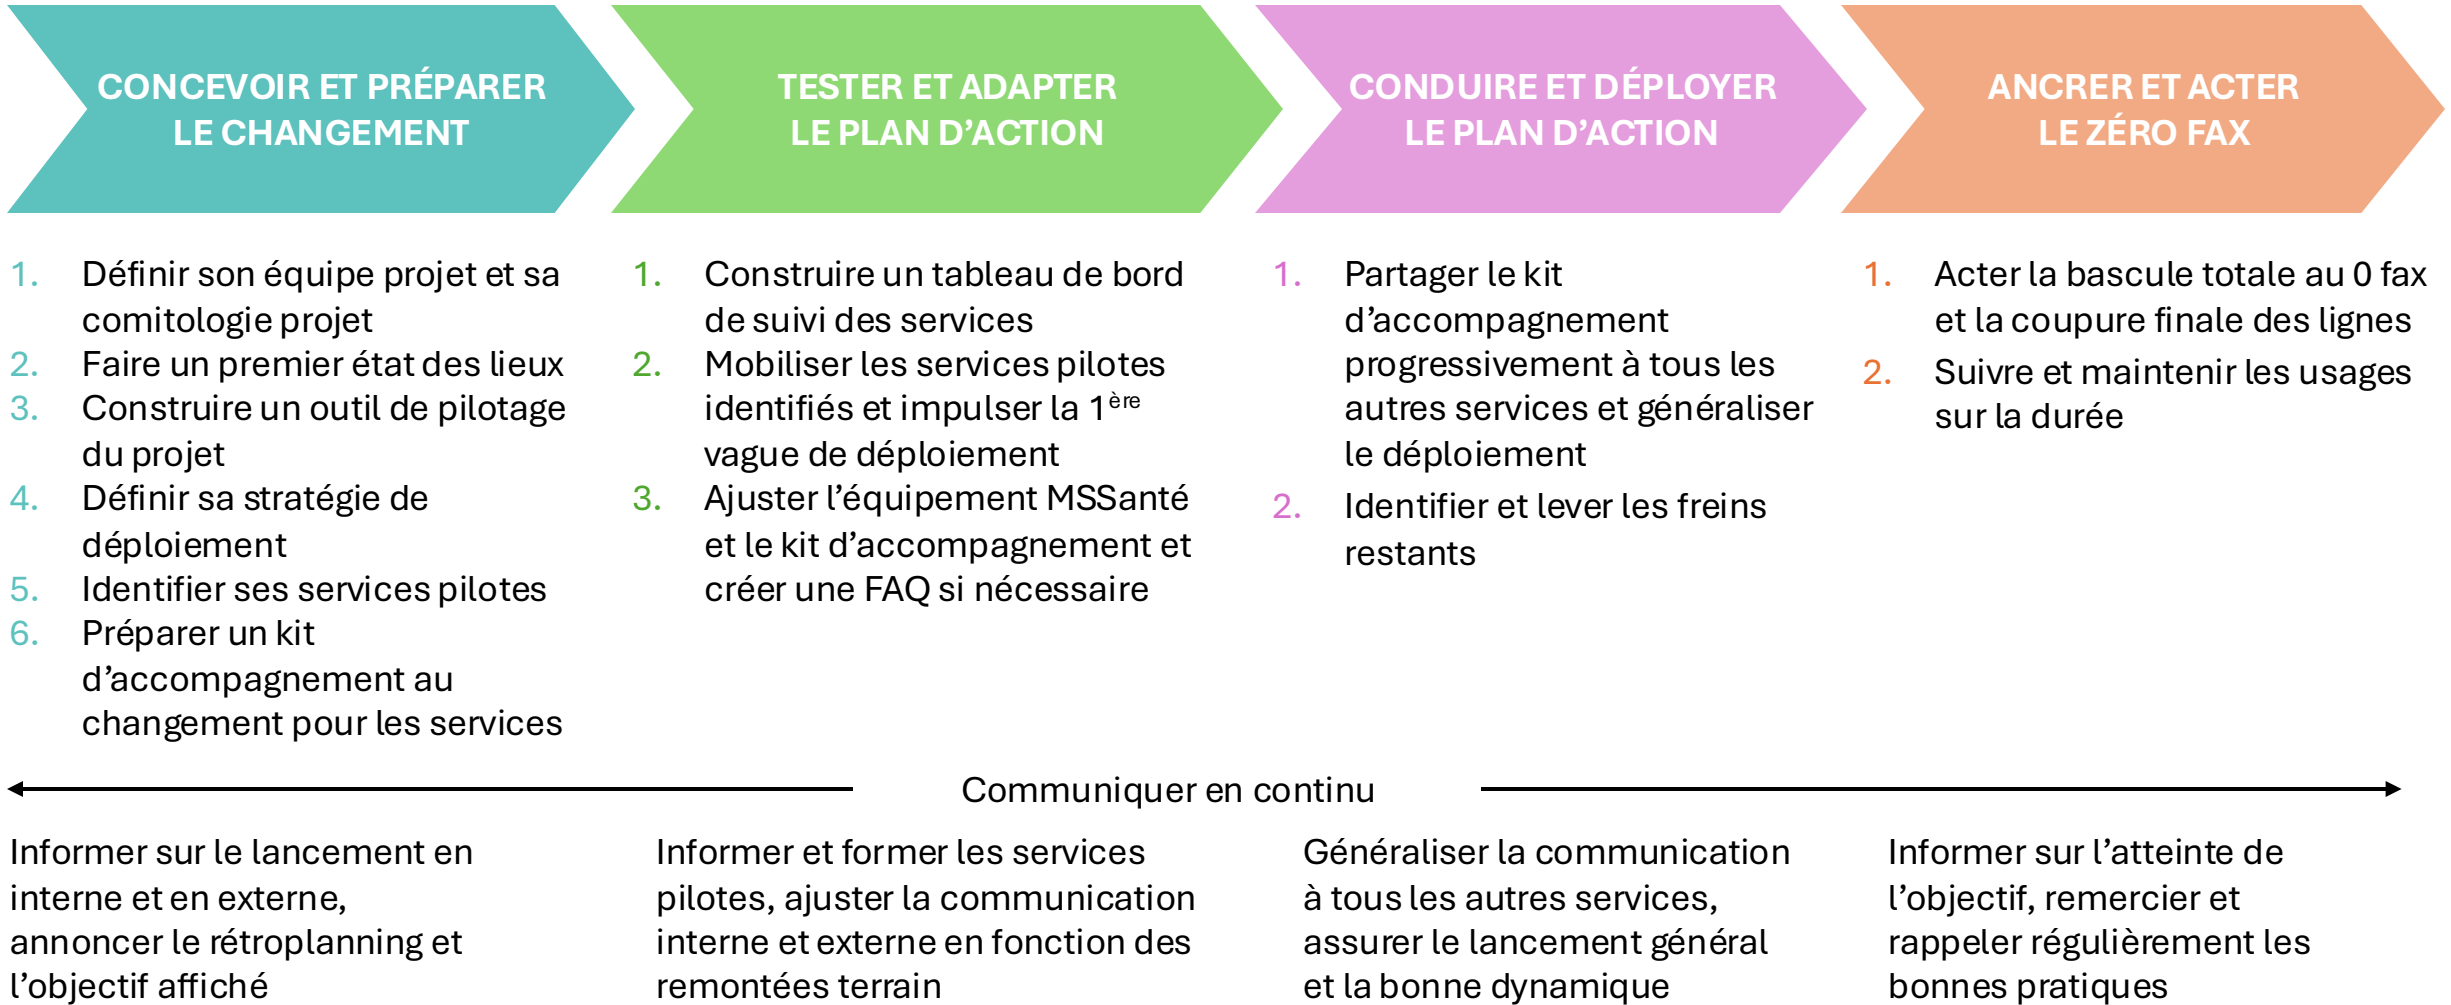 CONCEVOIR ET PRÉPARER
LE CHANGEMENT
TESTER ET ADAPTER
LE PLAN D’ACTION
CONDUIRE ET DÉPLOYER
LE PLAN D’ACTION
ANCRER ET ACTER
LE ZÉRO FAX
1. Définir son équipe projet et sa
comitologie projet
2. Faire un premier état des lieux
3. Construire un outil de pilotage
du projet
4. Définir sa stratégie de
déploiement
5. Identifier ses services pilotes
6. Préparer un kit
d’accompagnement au
changement pour les services
1. Construire un tableau de bord
de suivi des services
2. Mobiliser les services pilotes
identifiés et impulser la 1ère
vague de déploiement
3. Ajuster l’équipement MSSanté
et le kit d’accompagnement et
créer une FAQ si nécessaire
1. Partager le kit
d’accompagnement
progressivement à tous les
autres services et généraliser
le déploiement
2. Identifier et lever les freins
restants
1. Acter la bascule totale au 0 fax
et la coupure finale des lignes
2. Suivre et maintenir les usages
sur la durée
Communiquer en continu
Informer sur le lancement en
interne et en externe,
annoncer le rétroplanning et
l’objectif affiché
Informer et former les services
pilotes, ajuster la communication
interne et externe en fonction des
remontées terrain
Généraliser la communication
à tous les autres services,
assurer le lancement général
et la bonne dynamique
Informer sur l’atteinte de
l’objectif, remercier et
rappeler régulièrement les
bonnes pratiques